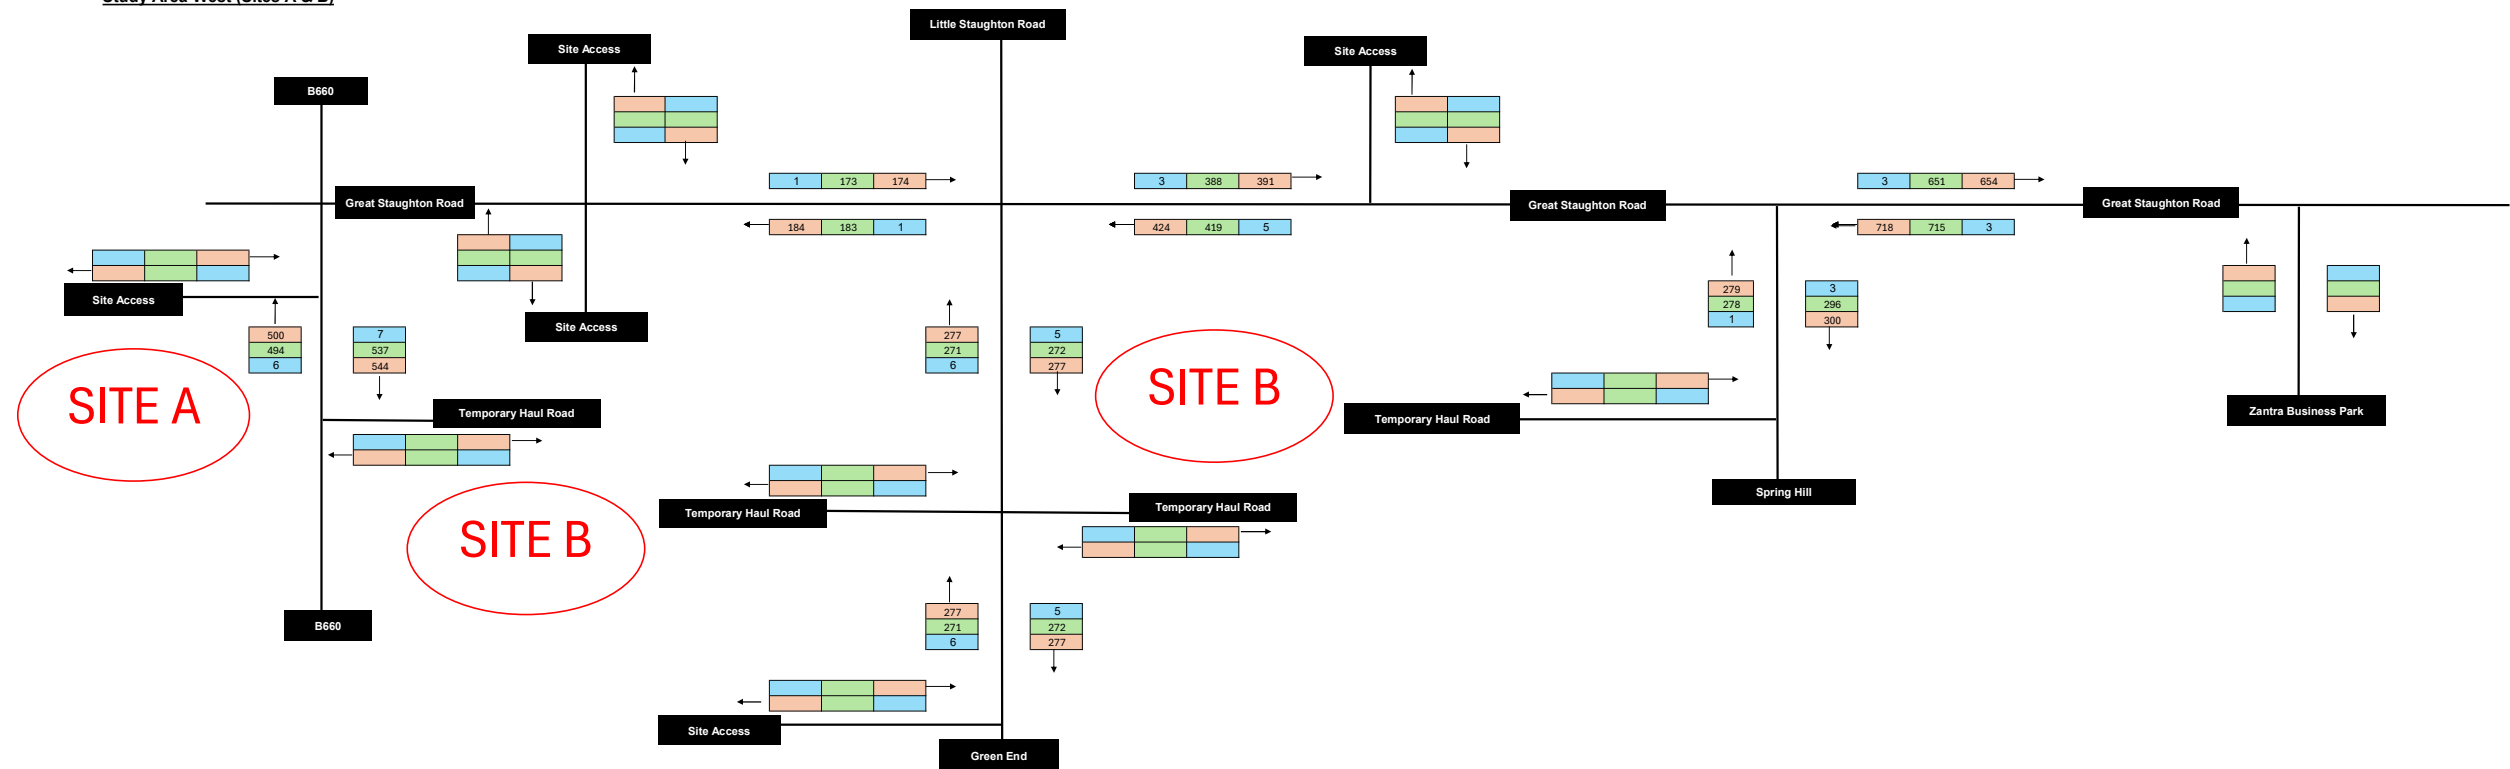 Study Area West (Sites A & B)
Little Staughton Road
Site Access
Site Access
B660
1 173 174
3 388 391
3 651 654
Great Staughton Road
Great Staughton Road
Great Staughton Road
184 183 1
424 419 5
718 715 3
Site Access
Site Access
500
494
6
7
537
544
277
271
6
5
272
277
279
278
1
3
296
300
SITE A
SITE B
Temporary Haul Road
Temporary Haul Road
Zantra Business Park
SITE B
Temporary Haul Road
Temporary Haul Road
Spring Hill
B660
277
271
6
5
272
277
Site Access
Green End